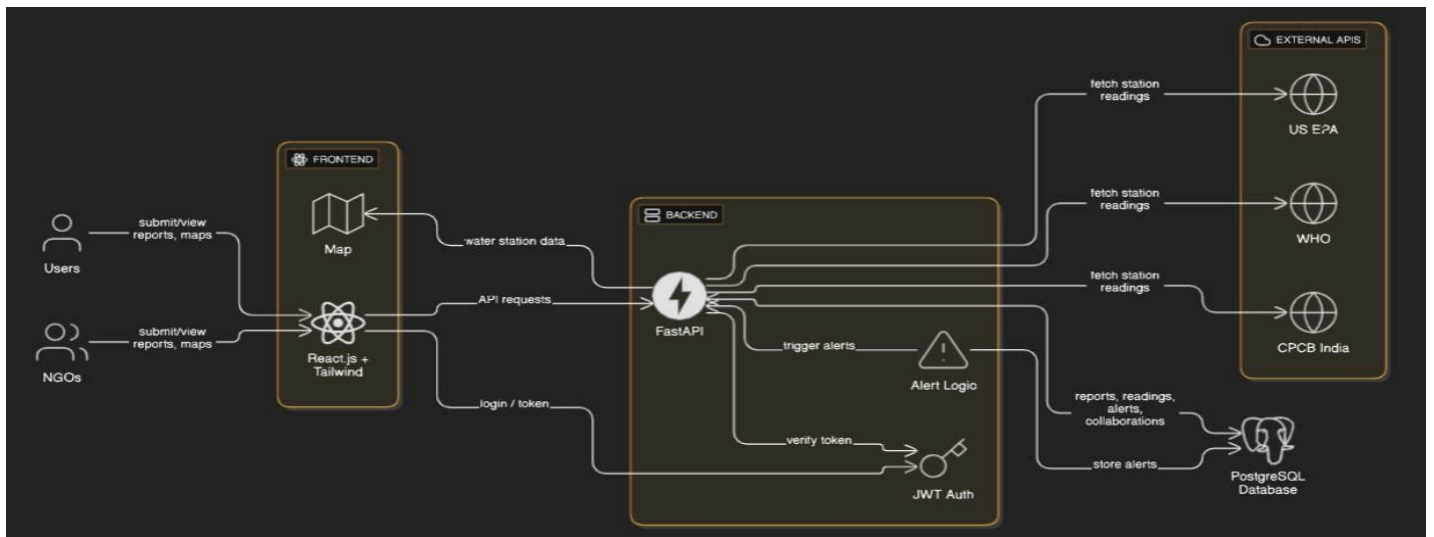 EXTERNAL APIS
fetch station
readings
US EPA
FRONTEND
fetch station
readings
BACKEND
submit/view
reports, maps
Map
water station data
WHO
Users
fetch station
readings
API requests
FastAPI
submit/view
reports, maps
trigger alerts
CPCB India
React.js +
Tailwind
NGOs
Alert Logic
login / token
reports, readings,
alerts,
collaborations
verify token
store alerts
PostgreSQL
Database
JWT Auth